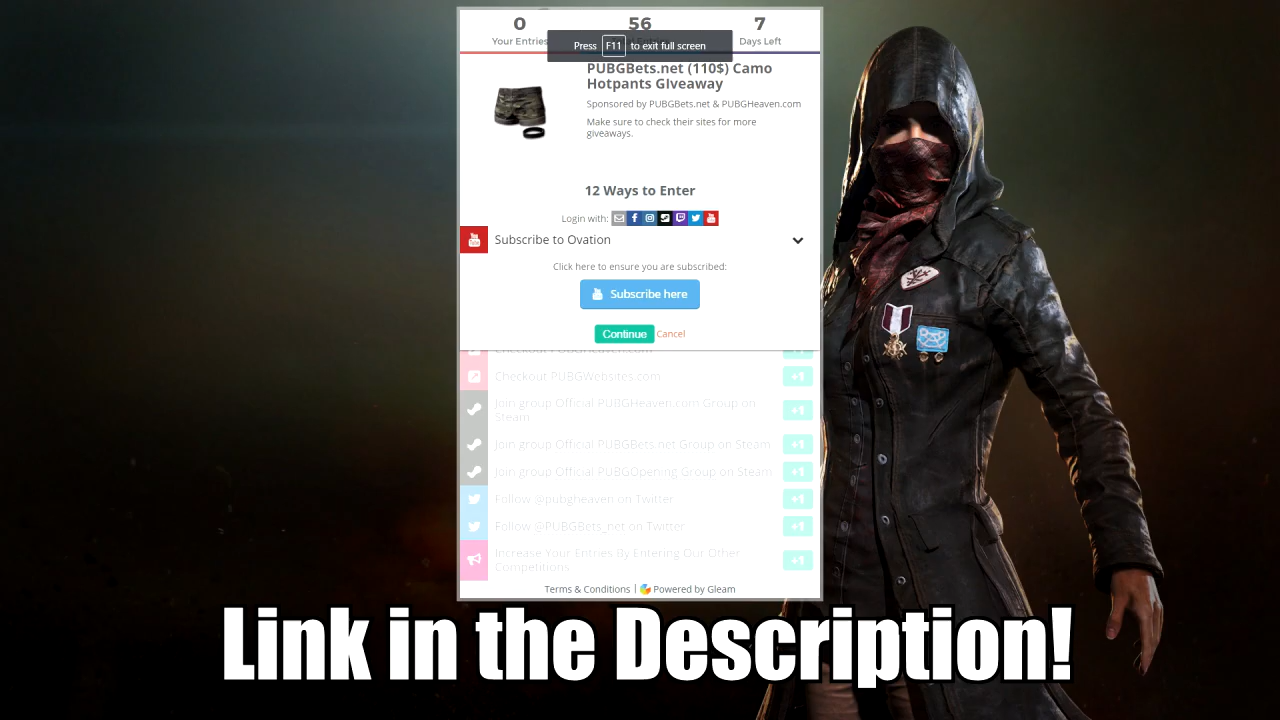 0 56 7
Your Entries Days Left
Press F11 to exit full screen
PUBGBets.net (110$) Camo
Hotpants GIveaway
Sponsored by PUBGBets.net & PUBGHeaven.com
Make sure to check their sites for more
giveaways.
12 Ways to Enter
Login with:
Subscribe to Ovation
Click here to ensure you are subscribed:
Subscribe here
Continue Cancel
Checkout PUBGWebsites.com +1
Join group Official PUBGHeaven.com Group on
Steam +1
Join group Official PUBGBets.net Group on Steam +1
Join group Official PUBGOpening Group on Steam +1
Follow @pubgheaven on Twitter +1
Follow @PUBGBets_net on Twitter +1
Increase Your Entries By Entering Our Other
Competitions +1
Terms & Conditions | Powered by Gleam
Link in the Description!